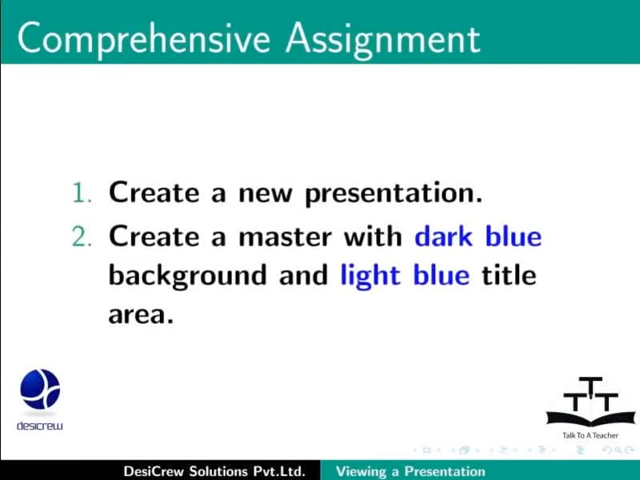 Comprehensive Assignment
1. Create a new presentation.
2. Create a master with dark blue
background and light blue title
area.
desicrew
TTT
Talk To A Teacher
DesiCrew Solutions Pvt.Ltd. Viewing a Presentation